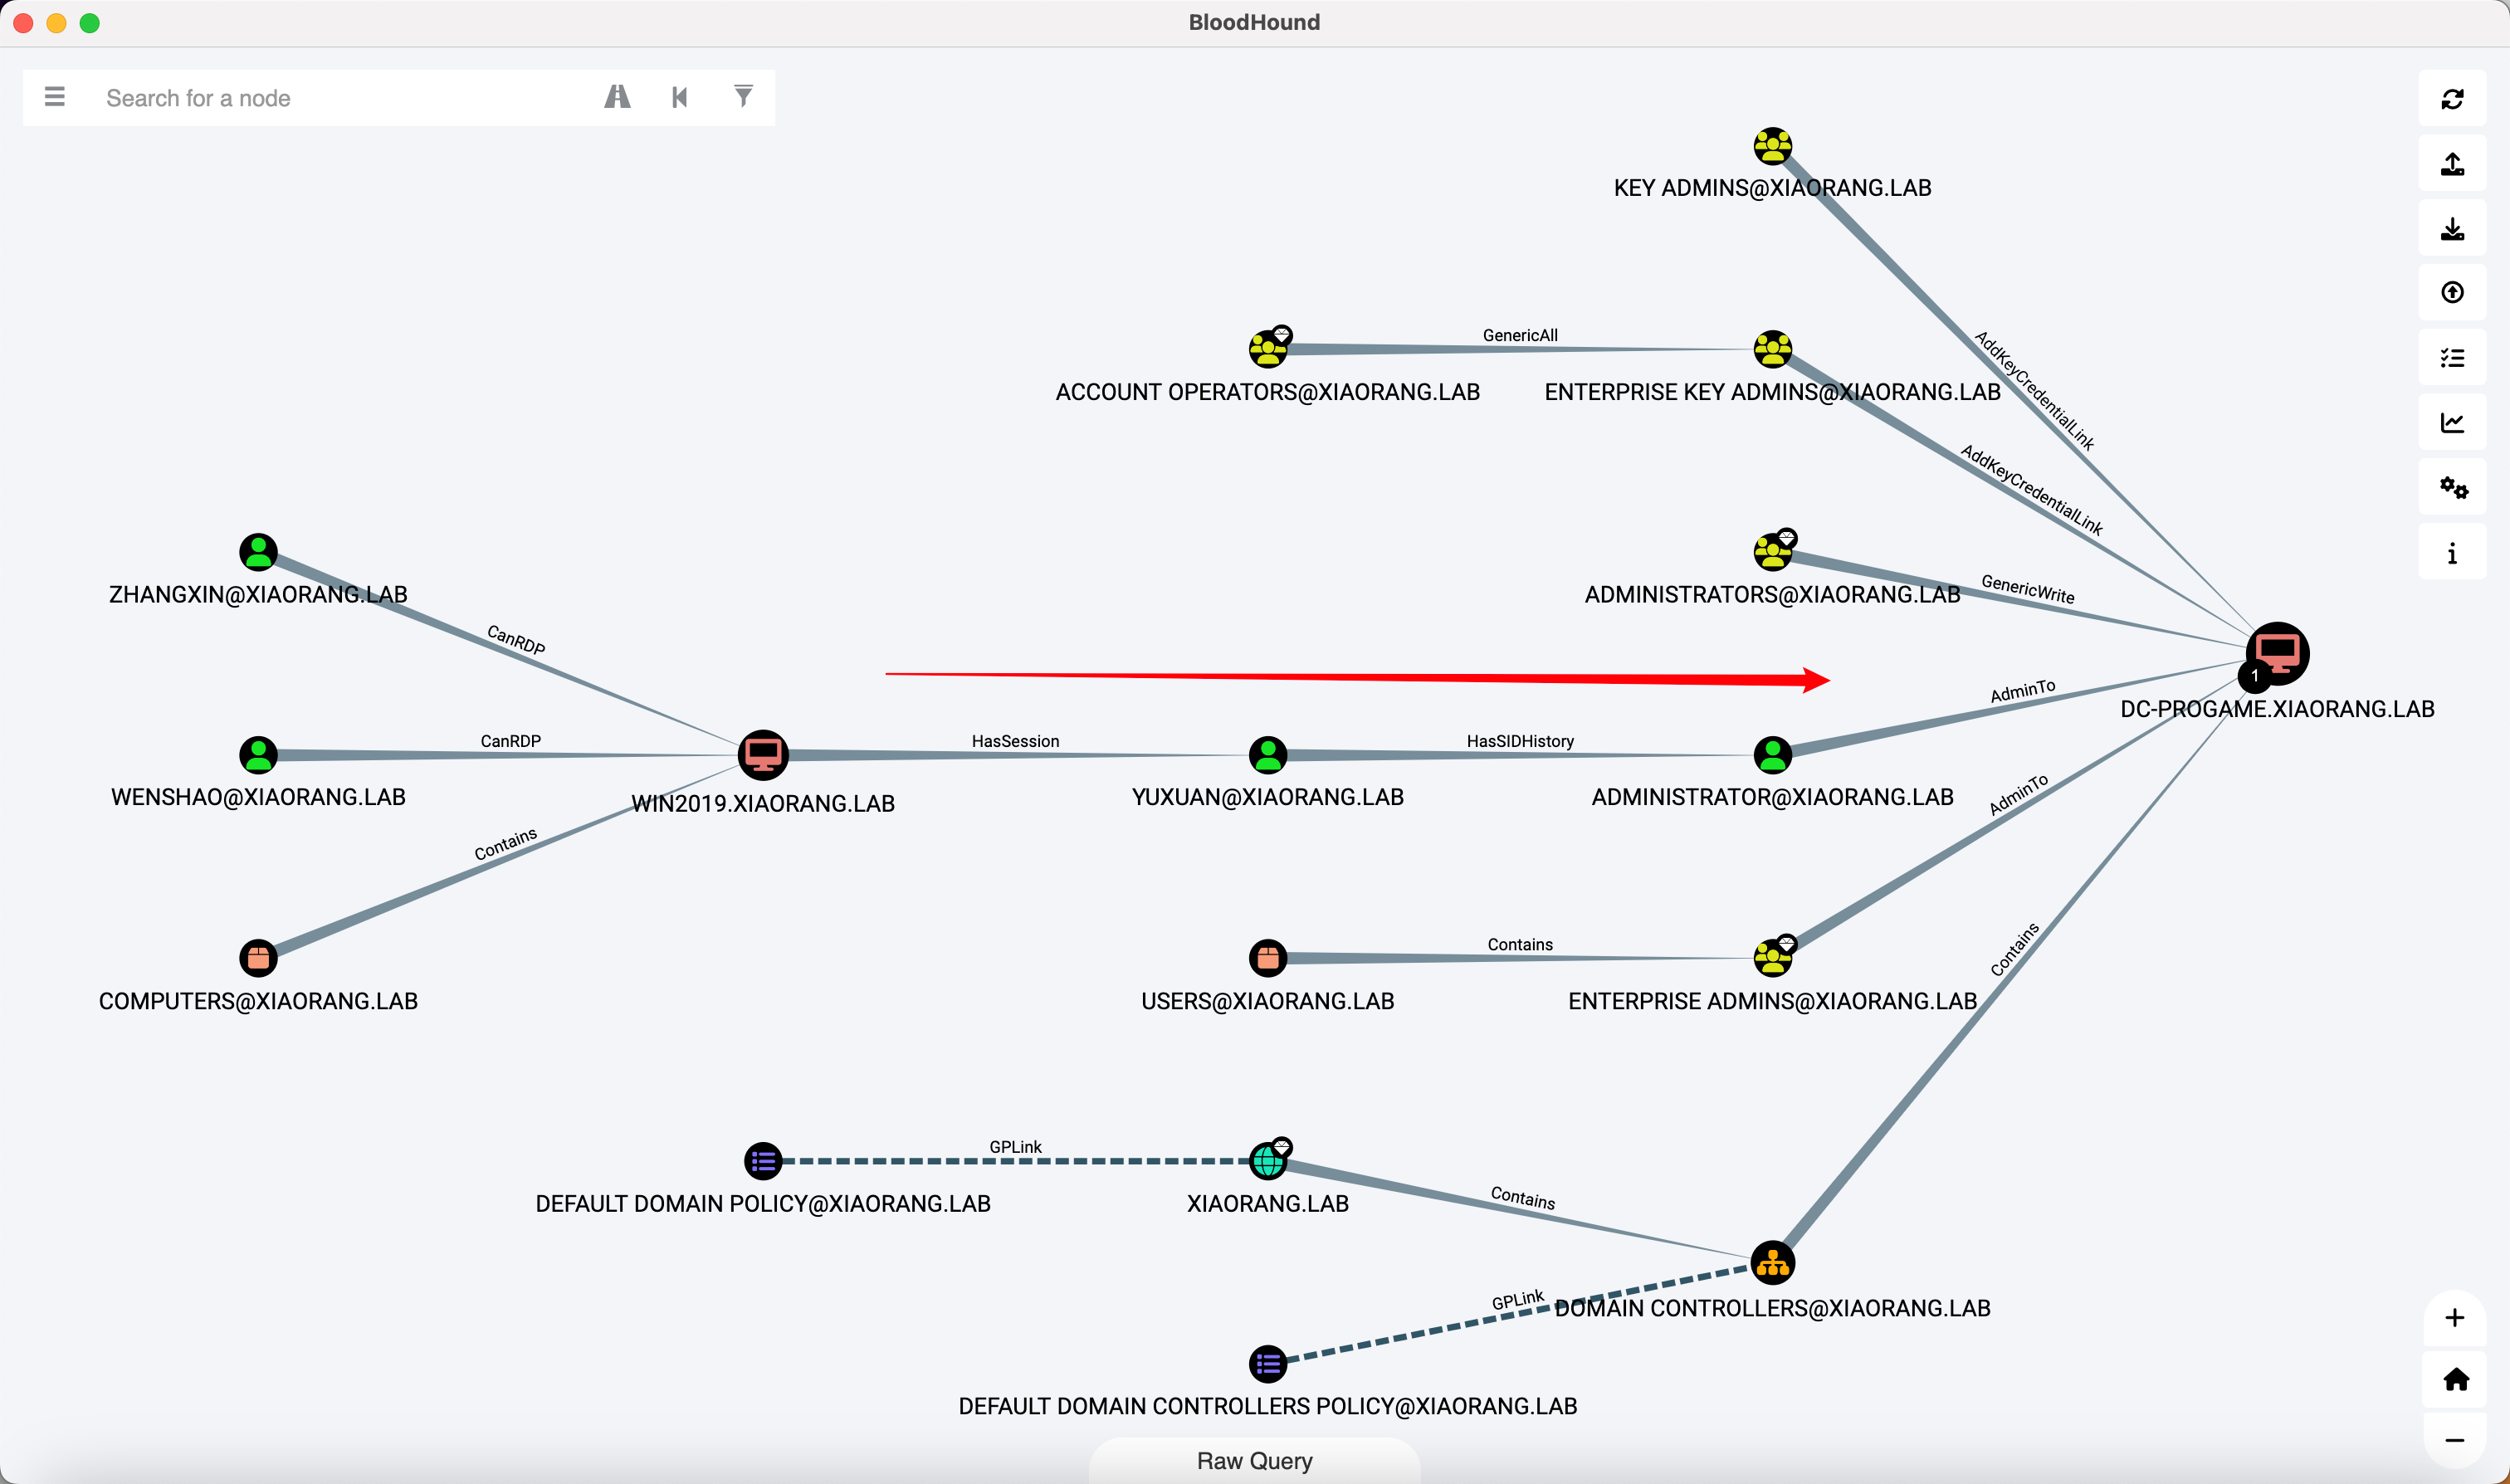 BloodHound
Search for a node
KEY ADMINS@XIAORANG.LAB
AddKeyCredentialLink
GenericAll
ACCOUNT OPERATORS@XIAORANG.LAB
ENTERPRISE KEY ADMINS@XIAORANG.LAB
AddKeyCredentialLink
ADMINISTRATORS@XIAORANG.LAB
GenericWrite
ZHANGXIN@XIAORANG.LAB
CanRDP
1
DC-PROGAME.XIAORANG.LAB
AdminTo
CanRDP
HasSession
HasSIDHistory
WENSHAO@XIAORANG.LAB
WIN2019.XIAORANG.LAB
YUXUAN@XIAORANG.LAB
ADMINISTRATOR@XIAORANG.LAB
AdminTo
Contains
Contains
Contains
COMPUTERS@XIAORANG.LAB
USERS@XIAORANG.LAB
ENTERPRISE ADMINS@XIAORANG.LAB
GPLink
DEFAULT DOMAIN POLICY@XIAORANG.LAB
XIAORANG.LAB
Contains
GPLink
DOMAIN CONTROLLERS@XIAORANG.LAB
DEFAULT DOMAIN CONTROLLERS POLICY@XIAORANG.LAB
Raw Query